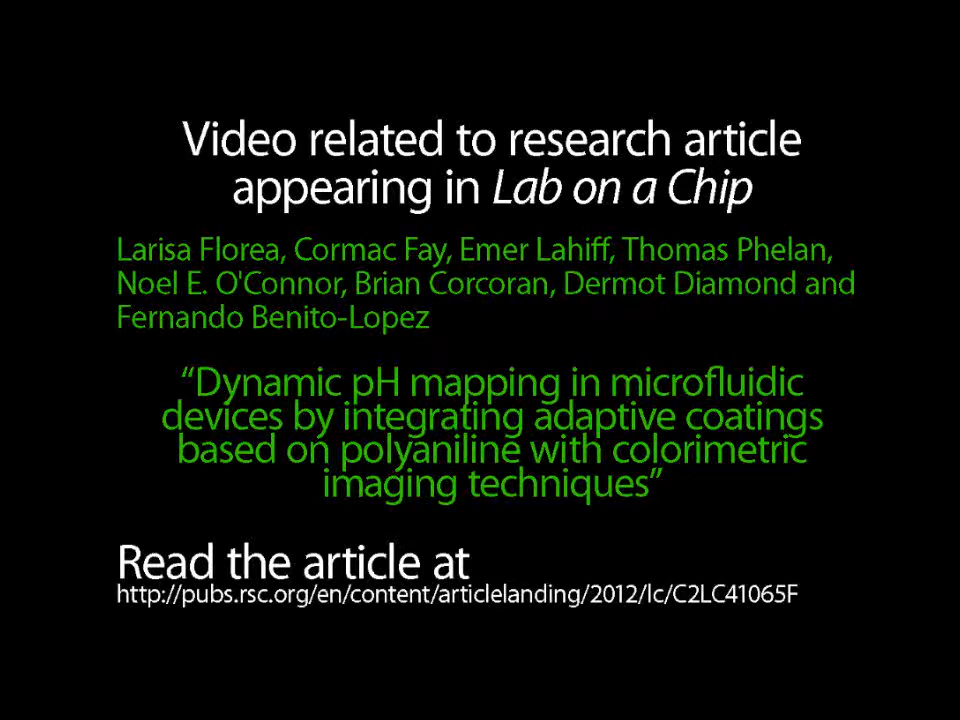 Video related to research article
appearing in Lab on a Chip
Larisa Florea, Cormac Fay, Emer Lahiff, Thomas Phelan,
Noel E. O'Connor, Brian Corcoran, Dermot Diamond and
Fernando Benito-Lopez
“Dynamic pH mapping in microfluidic
devices by integrating adaptive coatings
based on polyaniline with colorimetric
imaging techniques”
Read the article at
http://pubs.rsc.org/en/content/articlelanding/2012/lc/C2LC41065F